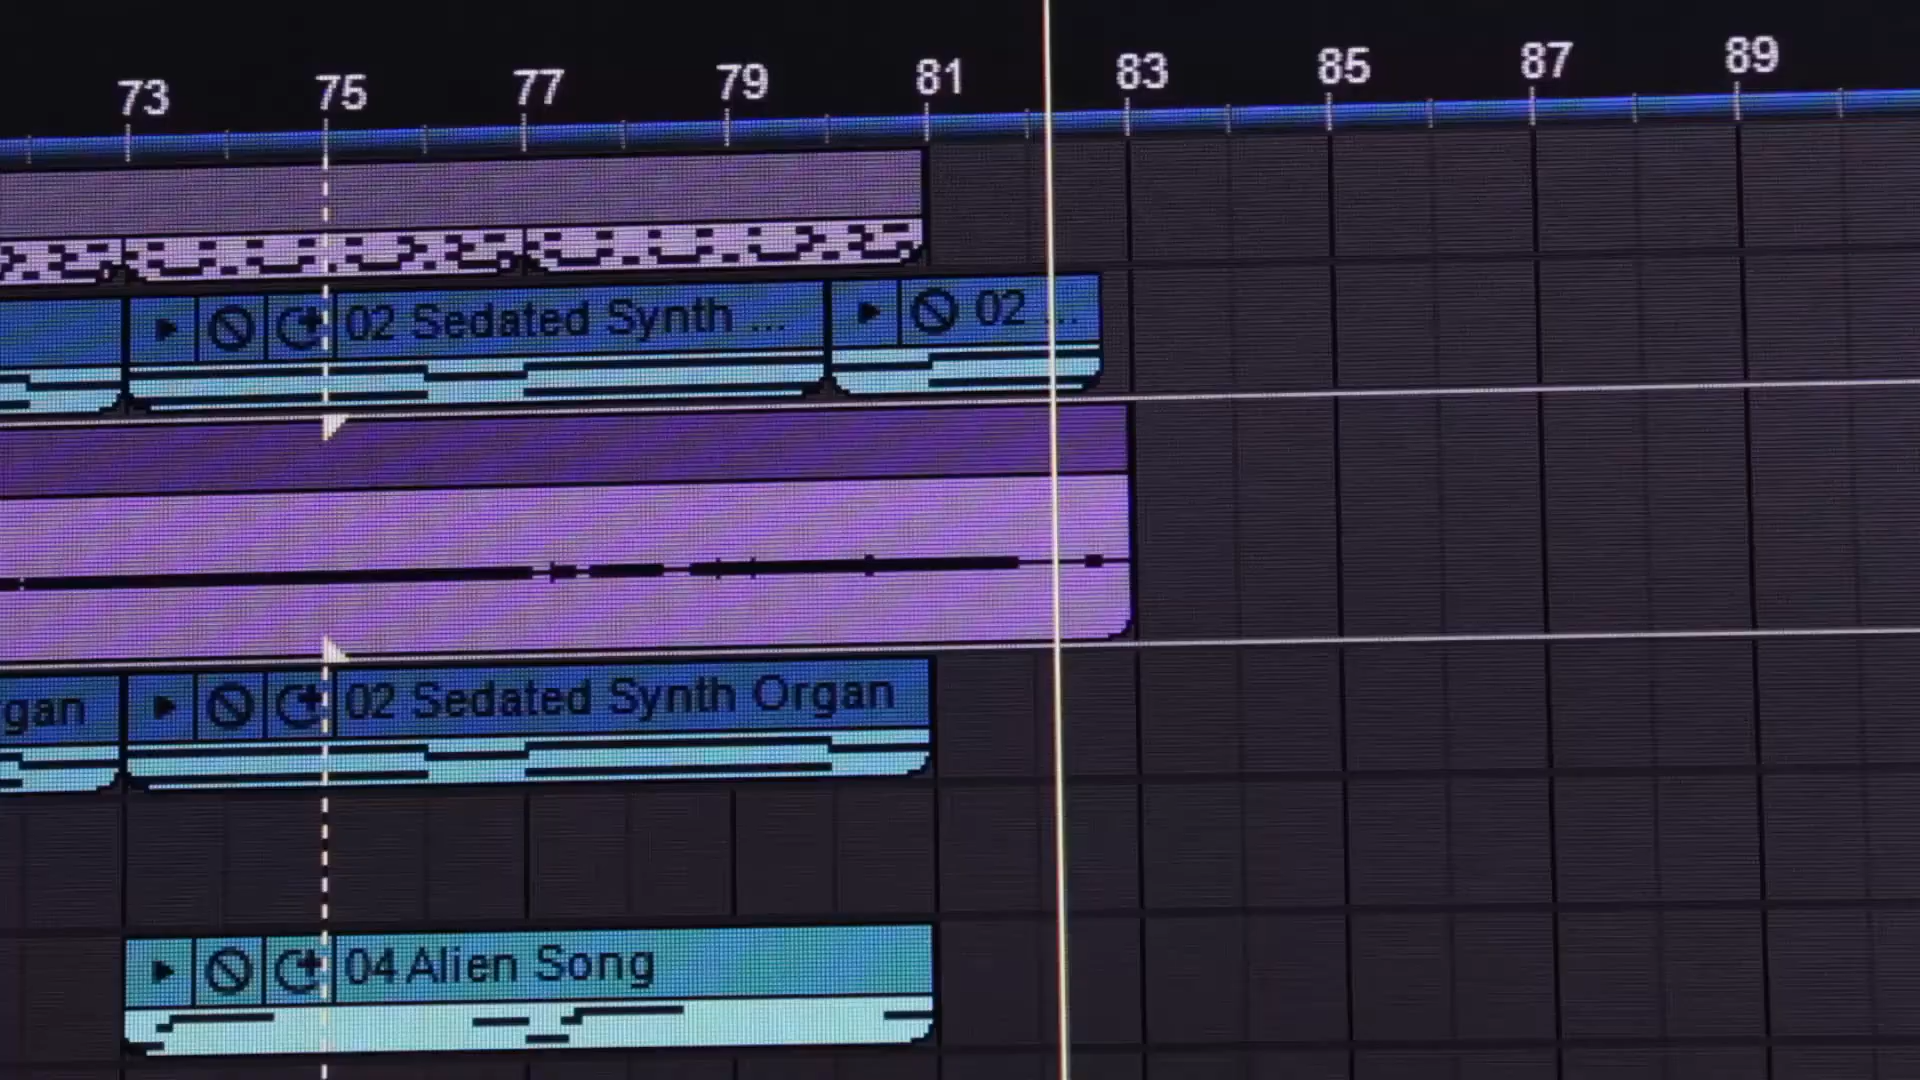 73 75 77 79 81 83 85 87 89
02 Sedated Synth ...
02 ...
gan
02 Sedated Synth Organ
04 Alien Song